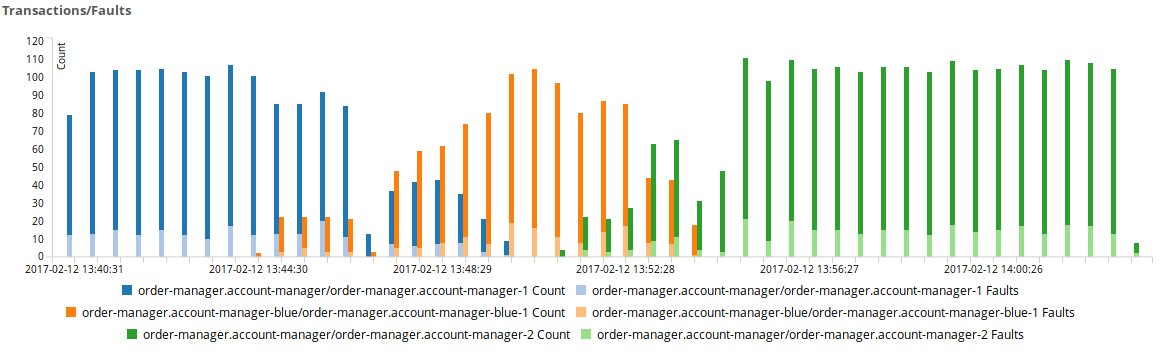 Transactions/Faults
Count
120
110
100
90
80
70
60
50
40
30
20
10
0
2017-02-12 13:40:31 2017-02-12 13:44:30 2017-02-12 13:48:29 2017-02-12 13:52:28 2017-02-12 13:56:27 2017-02-12 14:00:26
order-manager.account-manager/order-manager.account-manager-1 Count order-manager.account-manager/order-manager.account-manager-1 Faults
order-manager.account-manager-blue/order-manager.account-manager-blue-1 Count order-manager.account-manager-blue/order-manager.account-manager-blue-1 Faults
order-manager.account-manager/order-manager.account-manager-2 Count order-manager.account-manager/order-manager.account-manager-2 Faults